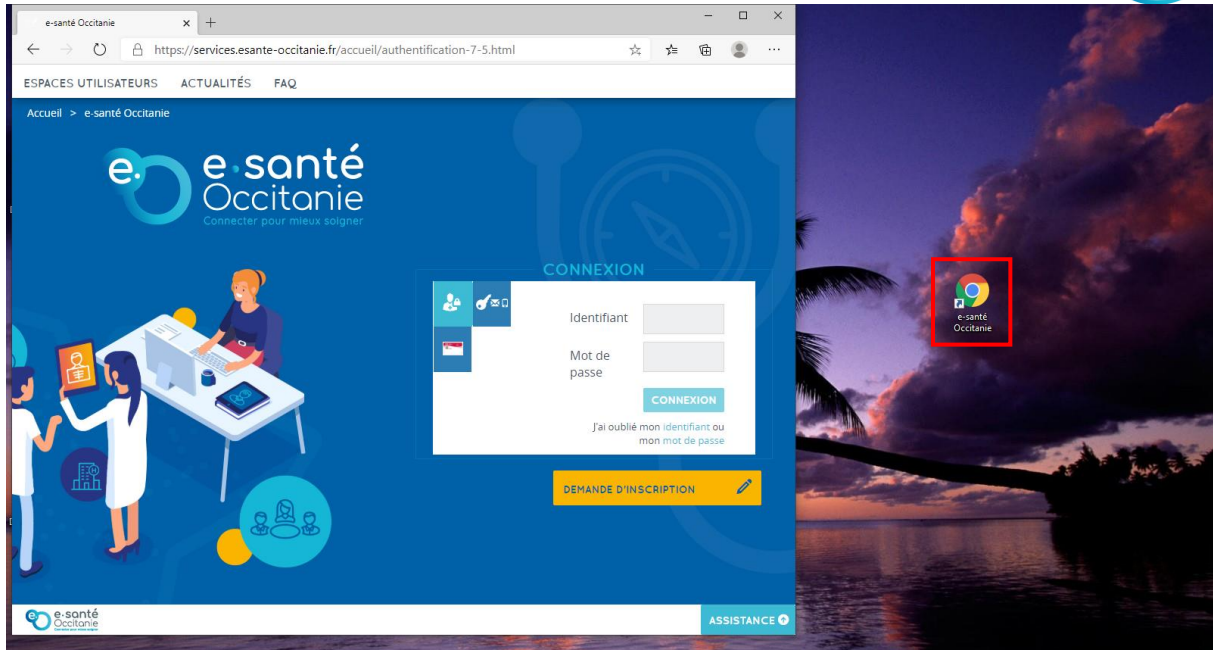 e-santé Occitanie
https://services.esante-occitanie.fr/accueil/authentification-7-5.html
ESPACES UTILISATEURS ACTUALITÉS FAQ
Accueil > e-santé Occitanie
e.
e·santé
Occitanie
Connecter pour mieux soigner
CONNEXION
Identifiant
Mot de
passe
CONNEXION
J'ai oublié mon identifiant ou
mon mot de passe
DEMANDE D'INSCRIPTION
e-santé
Occitanie
e·santé
Occitanie
ASSISTANCE